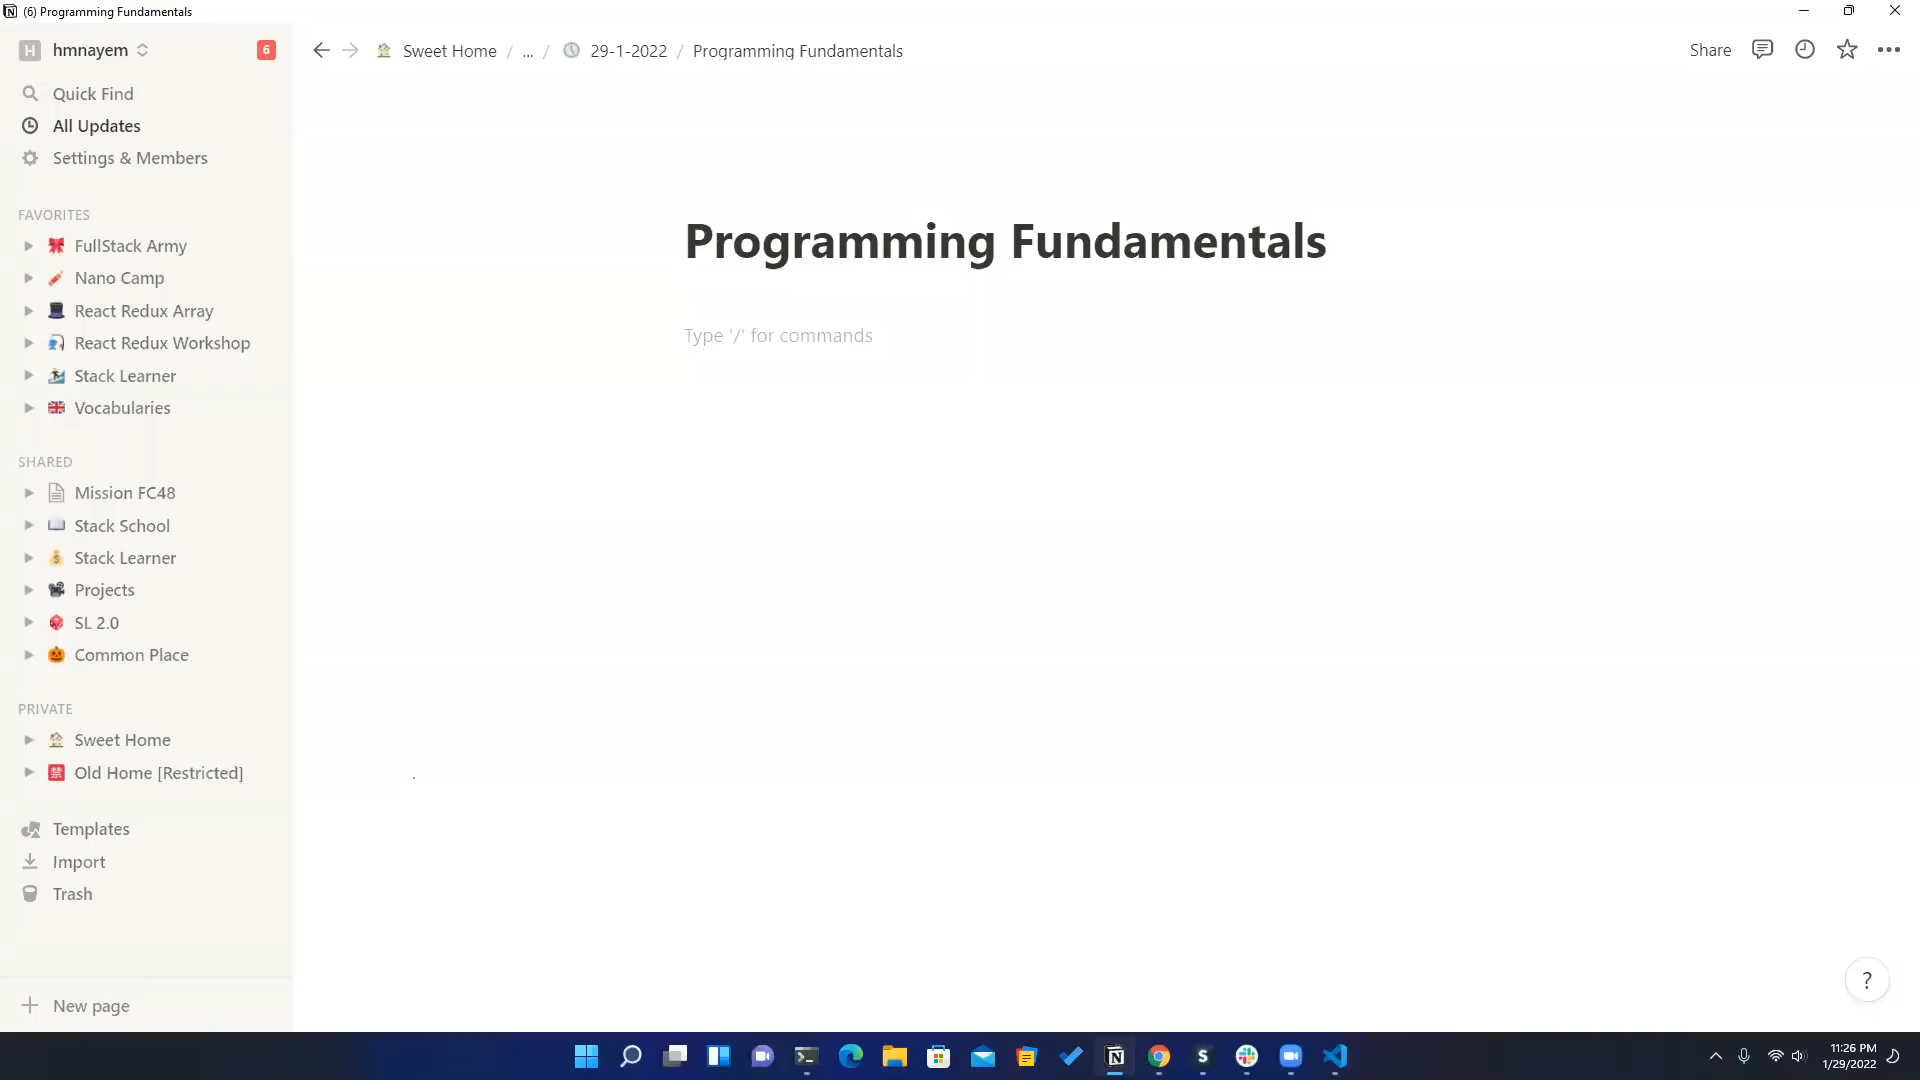 (6) Programming Fundamentals
H hmnayem 6
Sweet Home / ... / 29-1-2022 / Programming Fundamentals
Share
Quick Find
All Updates
Settings & Members
FAVORITES
FullStack Army
Nano Camp
React Redux Array
React Redux Workshop
Stack Learner
Vocabularies
SHARED
Mission FC48
Stack School
Stack Learner
Projects
SL 2.0
Common Place
PRIVATE
Sweet Home
Old Home [Restricted]
Templates
Import
Trash
New page
Programming Fundamentals
Type '/' for commands
?
11:26 PM
1/29/2022